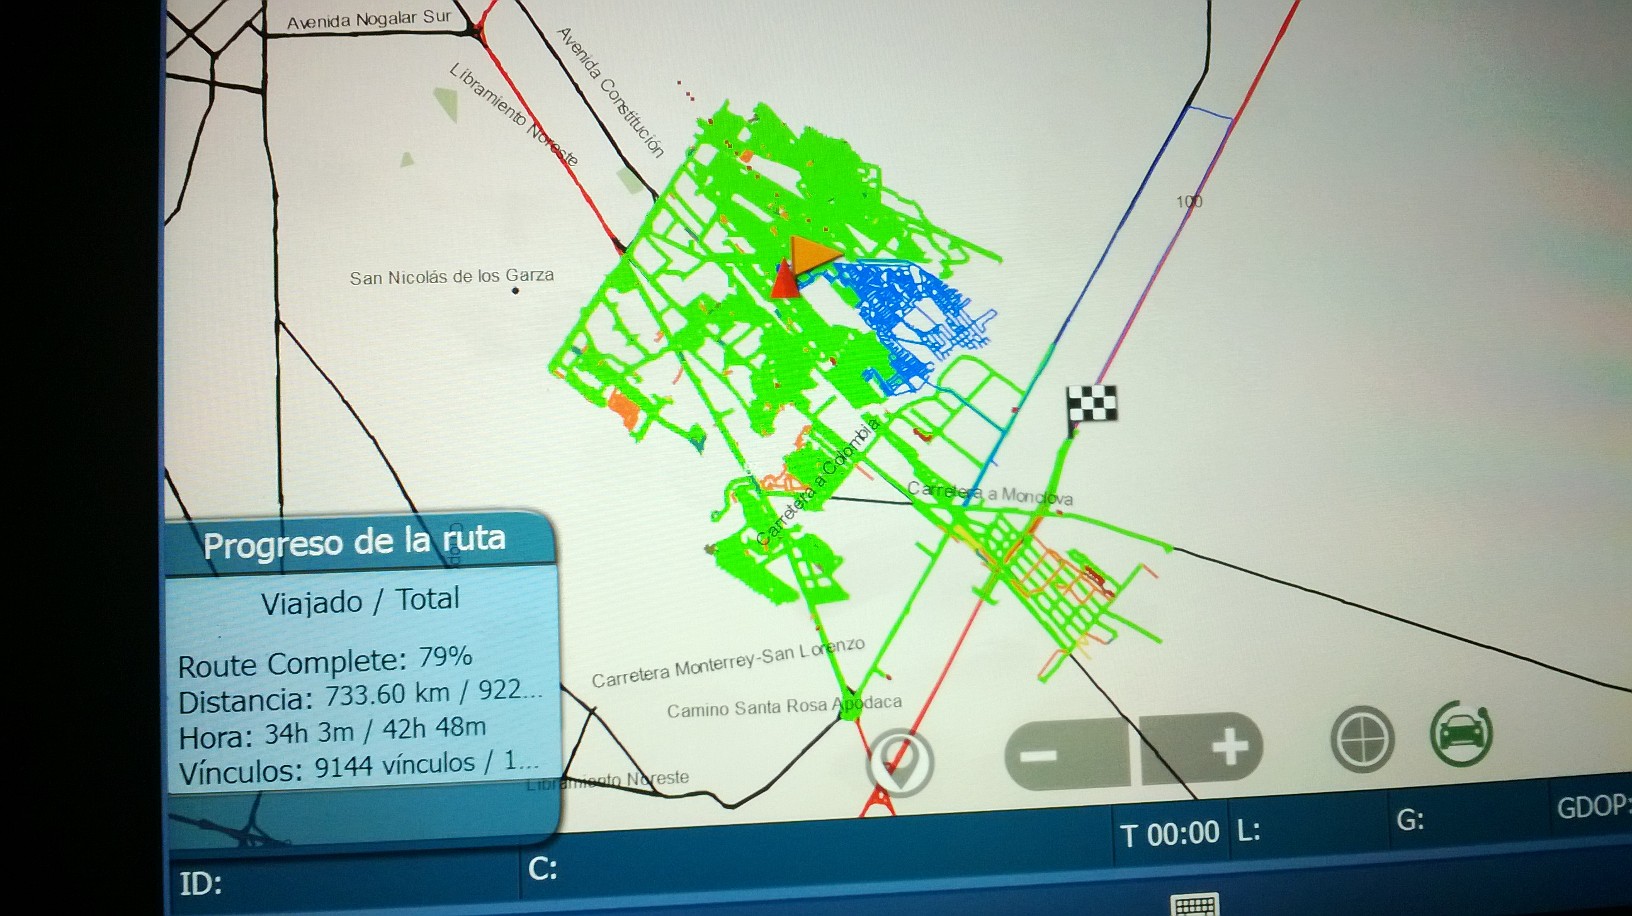 Avenida Nogalar Sur
Avenida Constitución
Libramiento Noreste
100
San Nicolás de los Garza
Carretera a Colombia
Carretera a Monclova
Progreso de la ruta
Viajado / Total
Route Complete: 79%
Distancia: 733.60 km / 922...
Hora: 34h 3m / 42h 48m
Vínculos: 9144 vínculos / 1...
Carretera Monterrey-San Lorenzo
Camino Santa Rosa Apodaca
Libramiento Noreste
T 00:00
L:
G:
GDOP:
ID:
C: